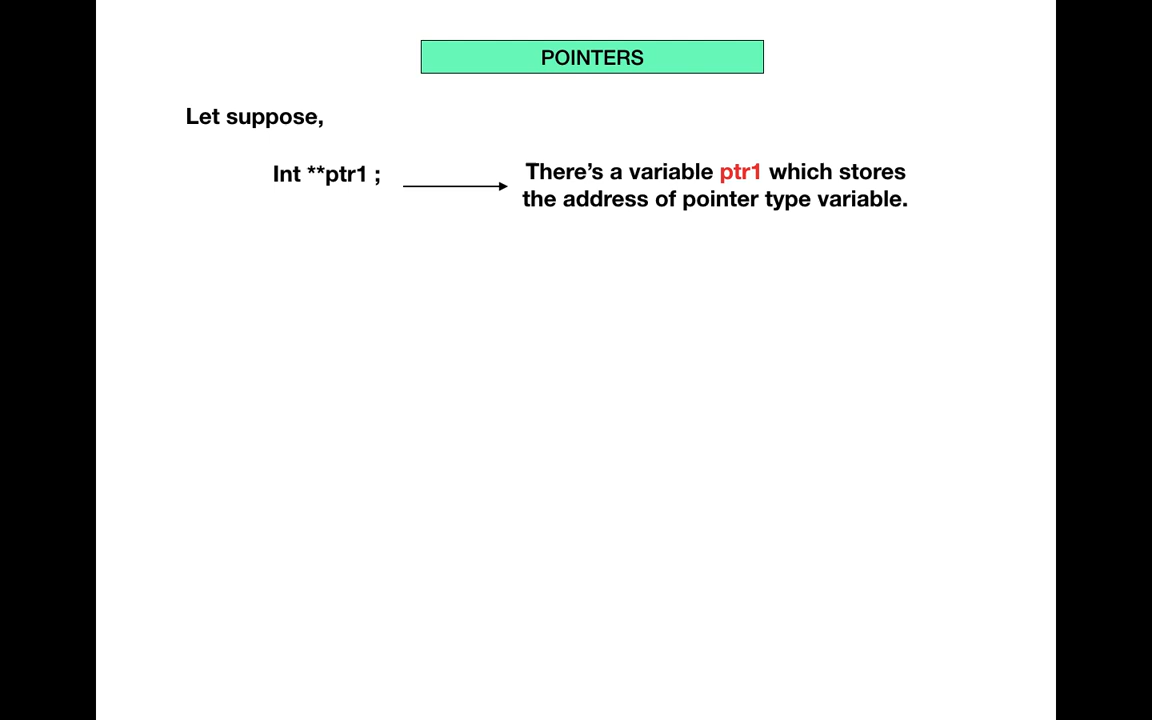 POINTERS
Let suppose,
Int **ptr1 ;
There’s a variable ptr1 which stores
the address of pointer type variable.